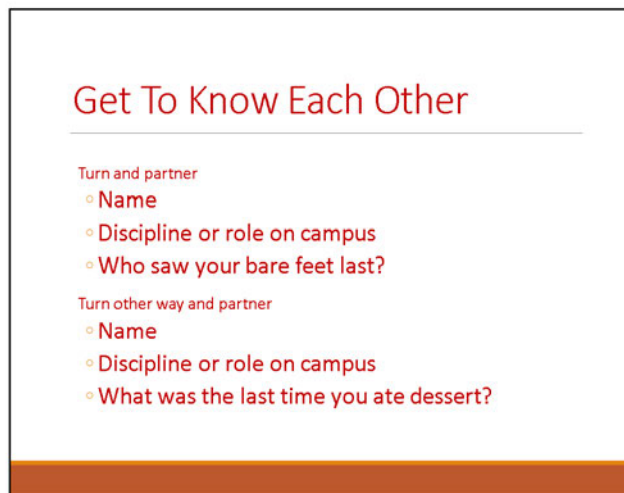 Get To Know Each Other
Turn and partner
Name
Discipline or role on campus
Who saw your bare feet last?
Turn other way and partner
Name
Discipline or role on campus
What was the last time you ate dessert?